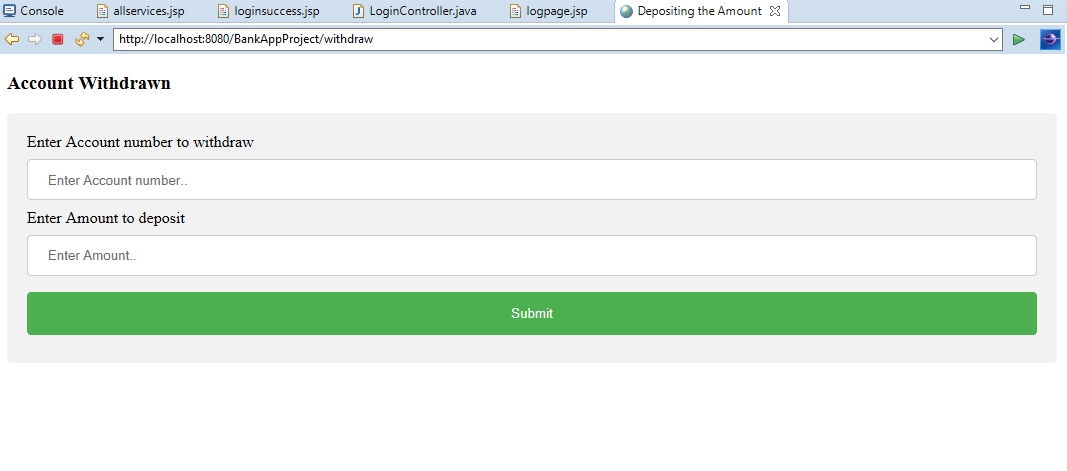 Console allservices.jsp loginsuccess.jsp LoginController.java logpage.jsp Depositing the Amount
http://localhost:8080/BankAppProject/withdraw
Account Withdrawn
Enter Account number to withdraw
Enter Account number..
Enter Amount to deposit
Enter Amount..
Submit